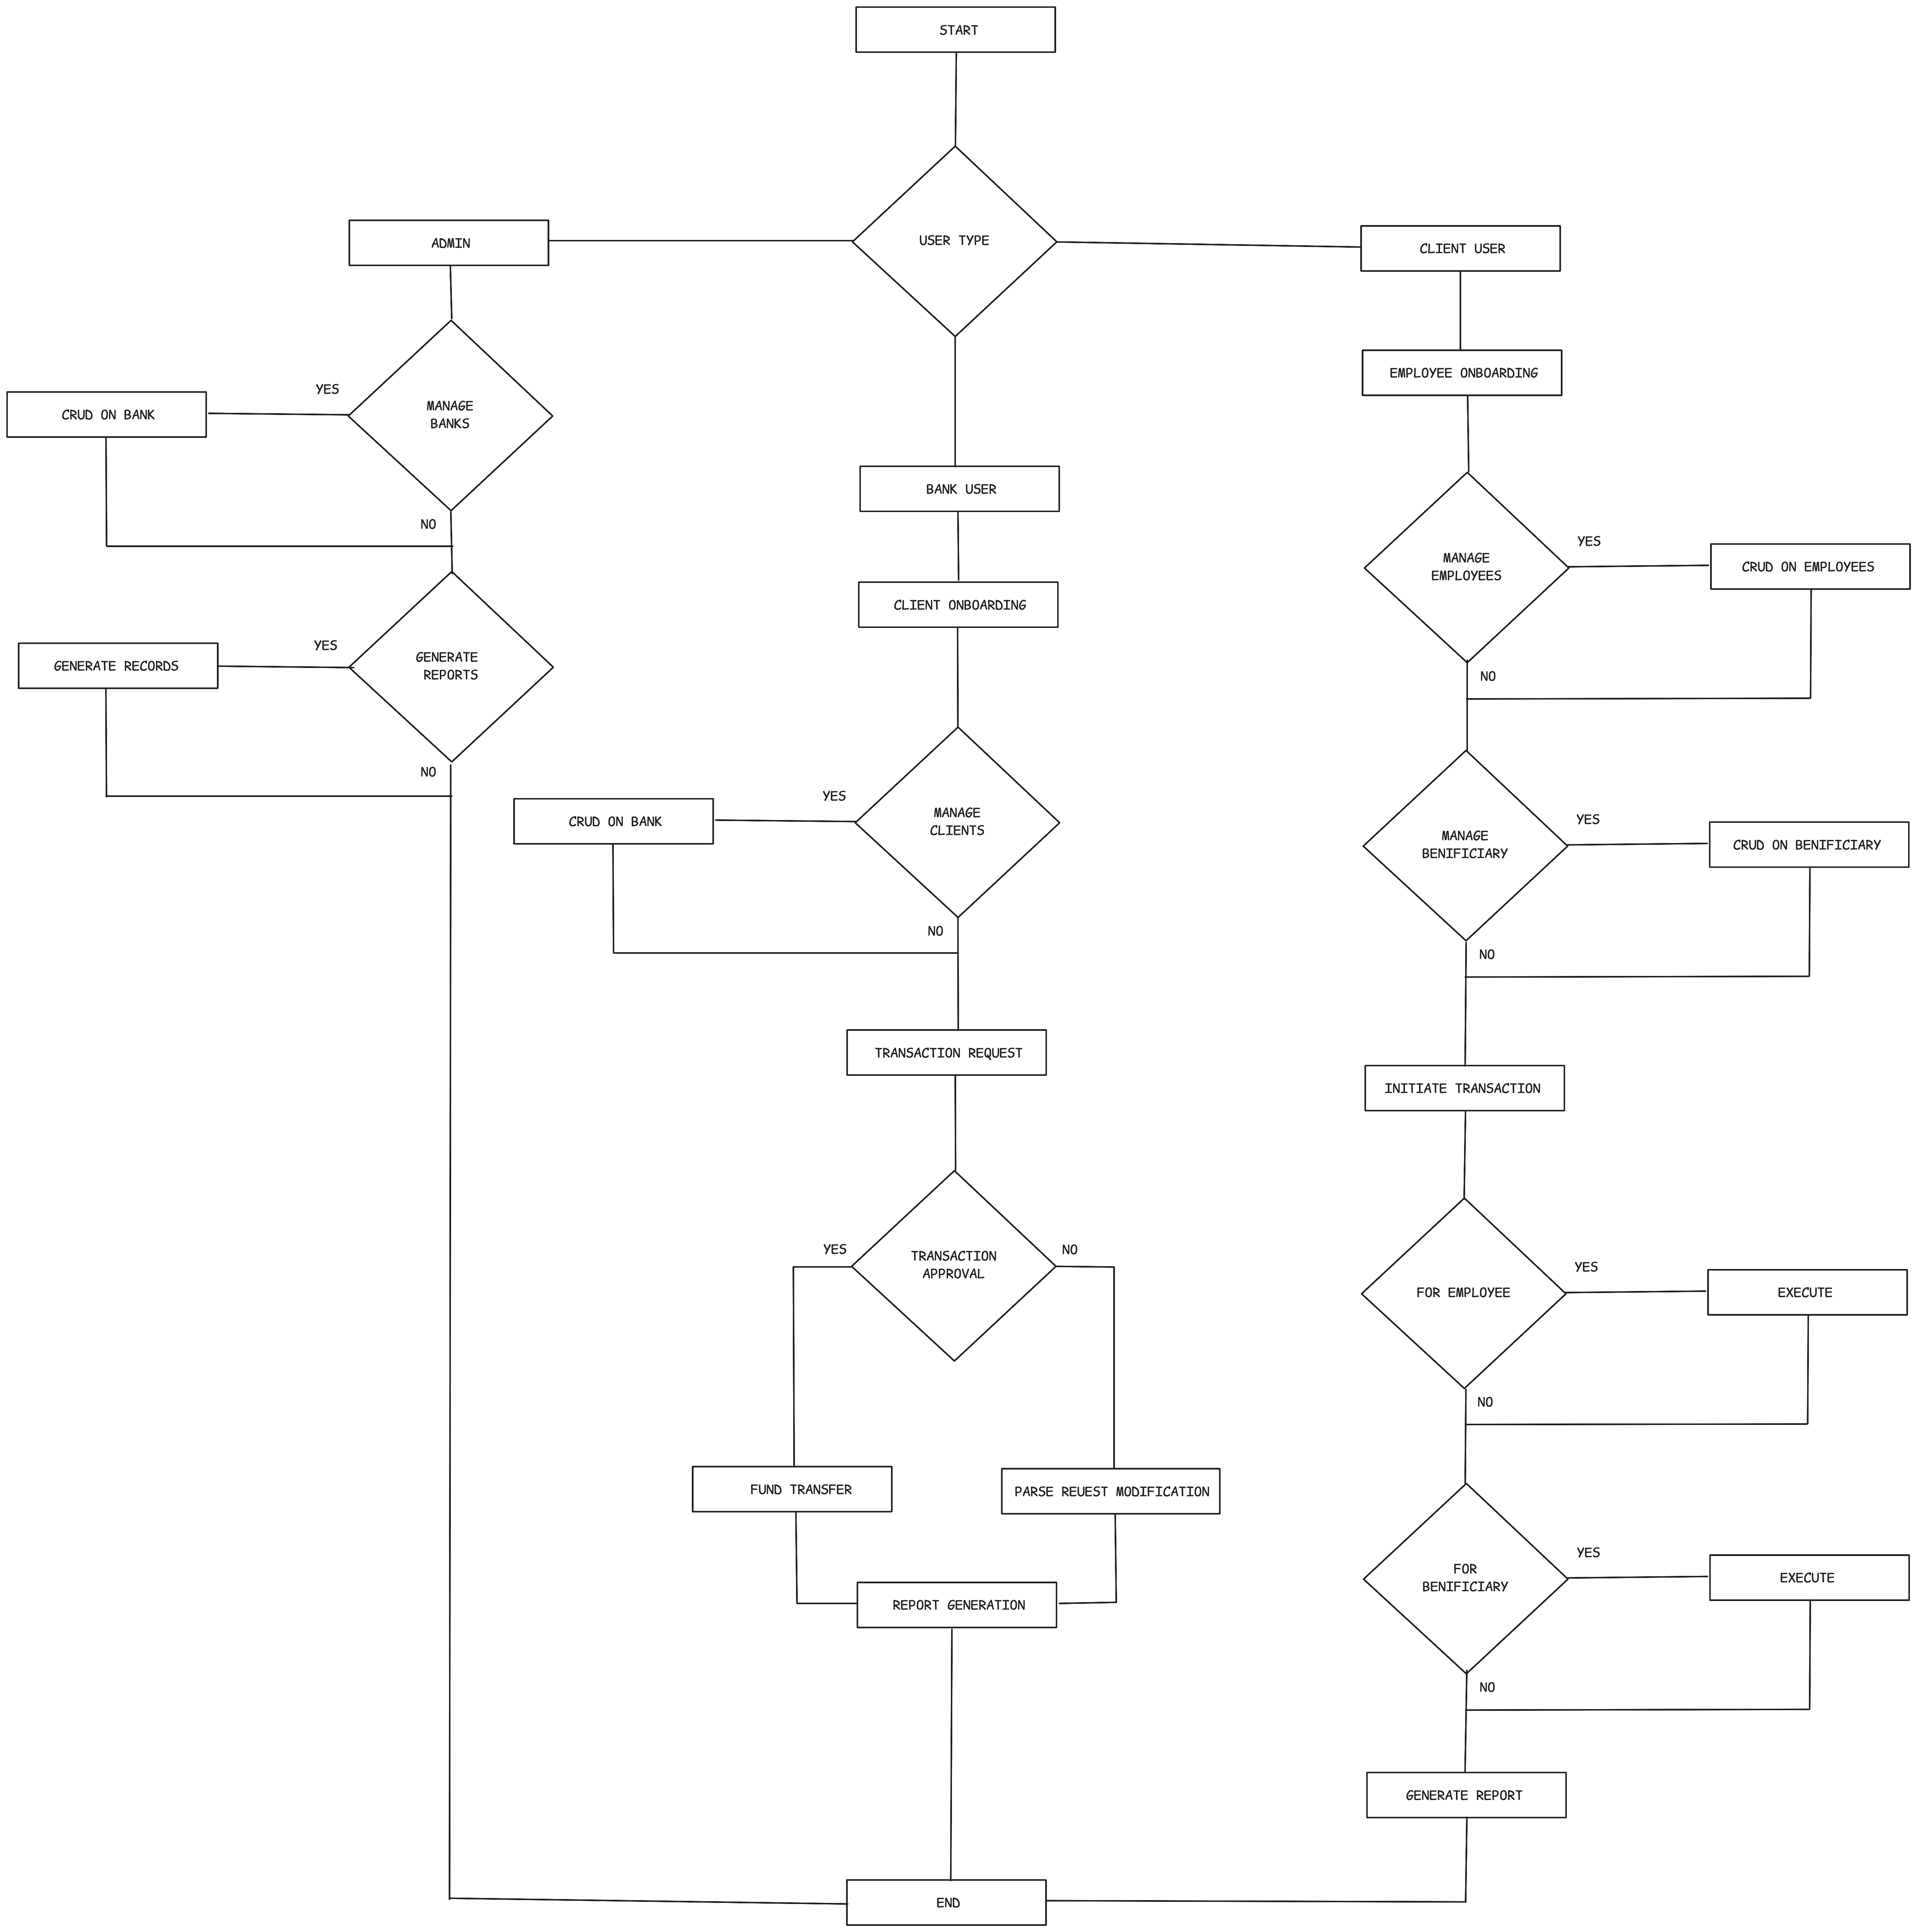 START
USER TYPE
ADMIN
CLIENT USER
EMPLOYEE ONBOARDING
YES
MANAGE
BANKS
CRUD ON BANK
BANK USER
NO
YES
MANAGE
EMPLOYEES
CRUD ON EMPLOYEES
CLIENT ONBOARDING
YES
GENERATE
REPORTS
GENERATE RECORDS
NO
NO
YES
MANAGE
CLIENTS
CRUD ON BANK
YES
MANAGE
BENIFICIARY
CRUD ON BENIFICIARY
NO
NO
TRANSACTION REQUEST
INITIATE TRANSACTION
YES
TRANSACTION
APPROVAL
NO
YES
FOR EMPLOYEE
EXECUTE
NO
FUND TRANSFER
PARSE REUEST MODIFICATION
YES
FOR
BENIFICIARY
EXECUTE
REPORT GENERATION
NO
GENERATE REPORT
END